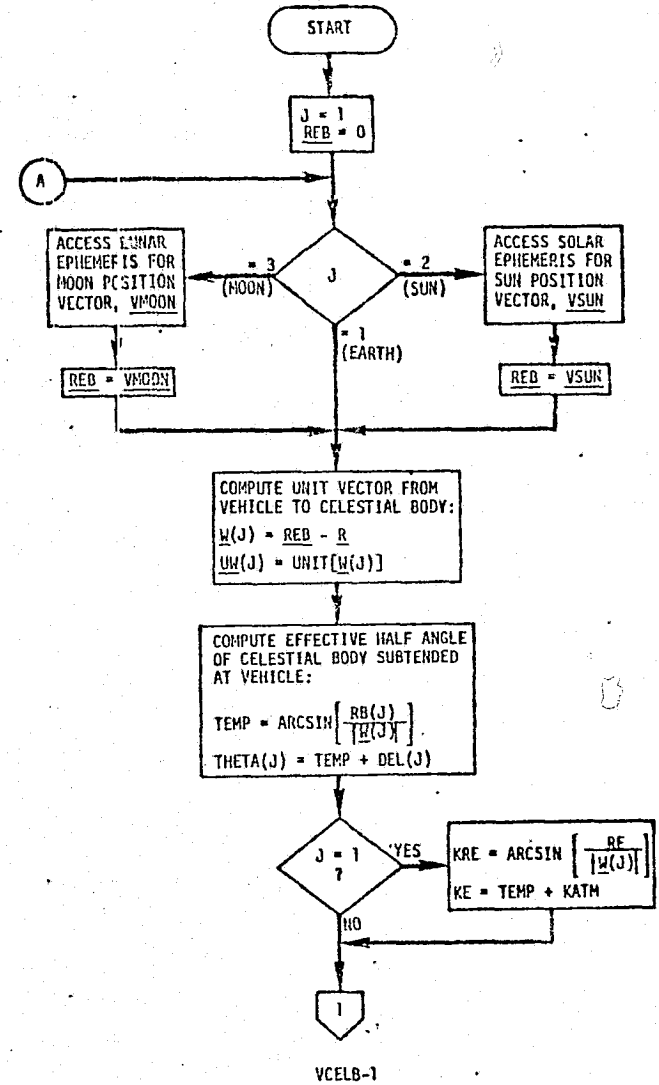 START
J = 1
REB = 0
A
ACCESS LUNAR
EPHEMERIS FOR
MOON POSITION
VECTOR, VMOON
= 3
(MOON)
J
= 2
(SUN)
ACCESS SOLAR
EPHEMERIS FOR
SUN POSITION
VECTOR, VSUN
= 1
(EARTH)
REB = VMOON
REB = VSUN
COMPUTE UNIT VECTOR FROM
VEHICLE TO CELESTIAL BODY:
W(J) = REB - R
UW(J) = UNIT[W(J)]
COMPUTE EFFECTIVE HALF ANGLE
OF CELESTIAL BODY SUBTENDED
AT VEHICLE:
TEMP = ARCSIN[RB(J)/|W(J)|]
THETA(J) = TEMP + DEL(J)
J = 1
?
YES
KRE = ARCSIN [RE/|W(J)|]
KE = TEMP + KATM
NO
1
VCELB-1